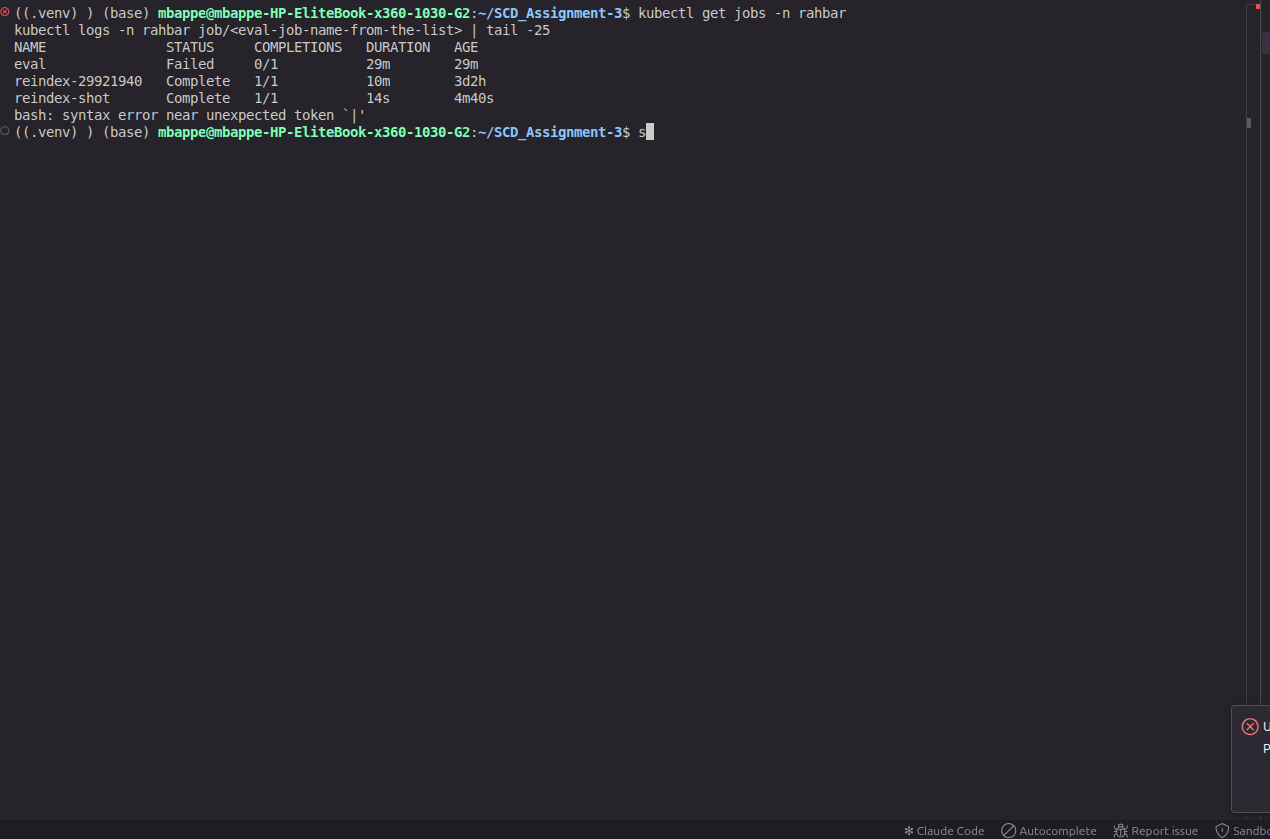 ((.venv) ) (base) mbappe@mbappe-HP-EliteBook-x360-1030-G2:~/SCD_Assignment-3$ kubectl get jobs -n rahbar
kubectl logs -n rahbar job/<eval-job-name-from-the-list> | tail -25
NAME               STATUS     COMPLETIONS   DURATION   AGE
eval               Failed     0/1           29m        29m
reindex-29921940   Complete   1/1           10m        3d2h
reindex-shot       Complete   1/1           14s        4m40s
bash: syntax error near unexpected token `|'
((.venv) ) (base) mbappe@mbappe-HP-EliteBook-x360-1030-G2:~/SCD_Assignment-3$ s
U
P
Claude Code Autocomplete Report issue Sandb